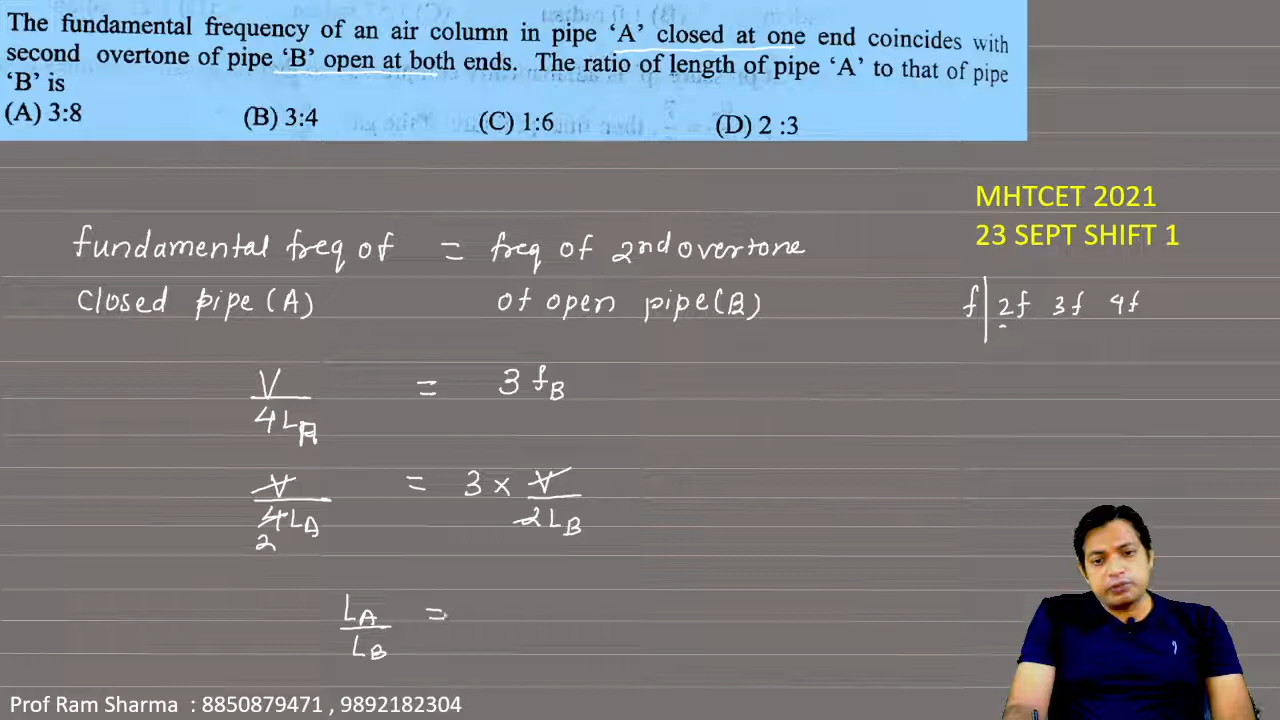 The fundamental frequency of an air column in pipe ‘A’ closed at one end coincides with
second overtone of pipe ‘B’ open at both ends. The ratio of length of pipe ‘A’ to that of pipe
‘B’ is
(A) 3:8 (B) 3:4 (C) 1:6 (D) 2 :3
MHTCET 2021
23 SEPT SHIFT 1
fundamental freq of = freq of 2nd overtone
closed pipe (A) of open pipe (B)
f | 2f 3f 4f
V / 4LA = 3 fB
V / 4LA = 3 × V / 2LB
2
LA / LB =
Prof Ram Sharma : 8850879471 , 9892182304